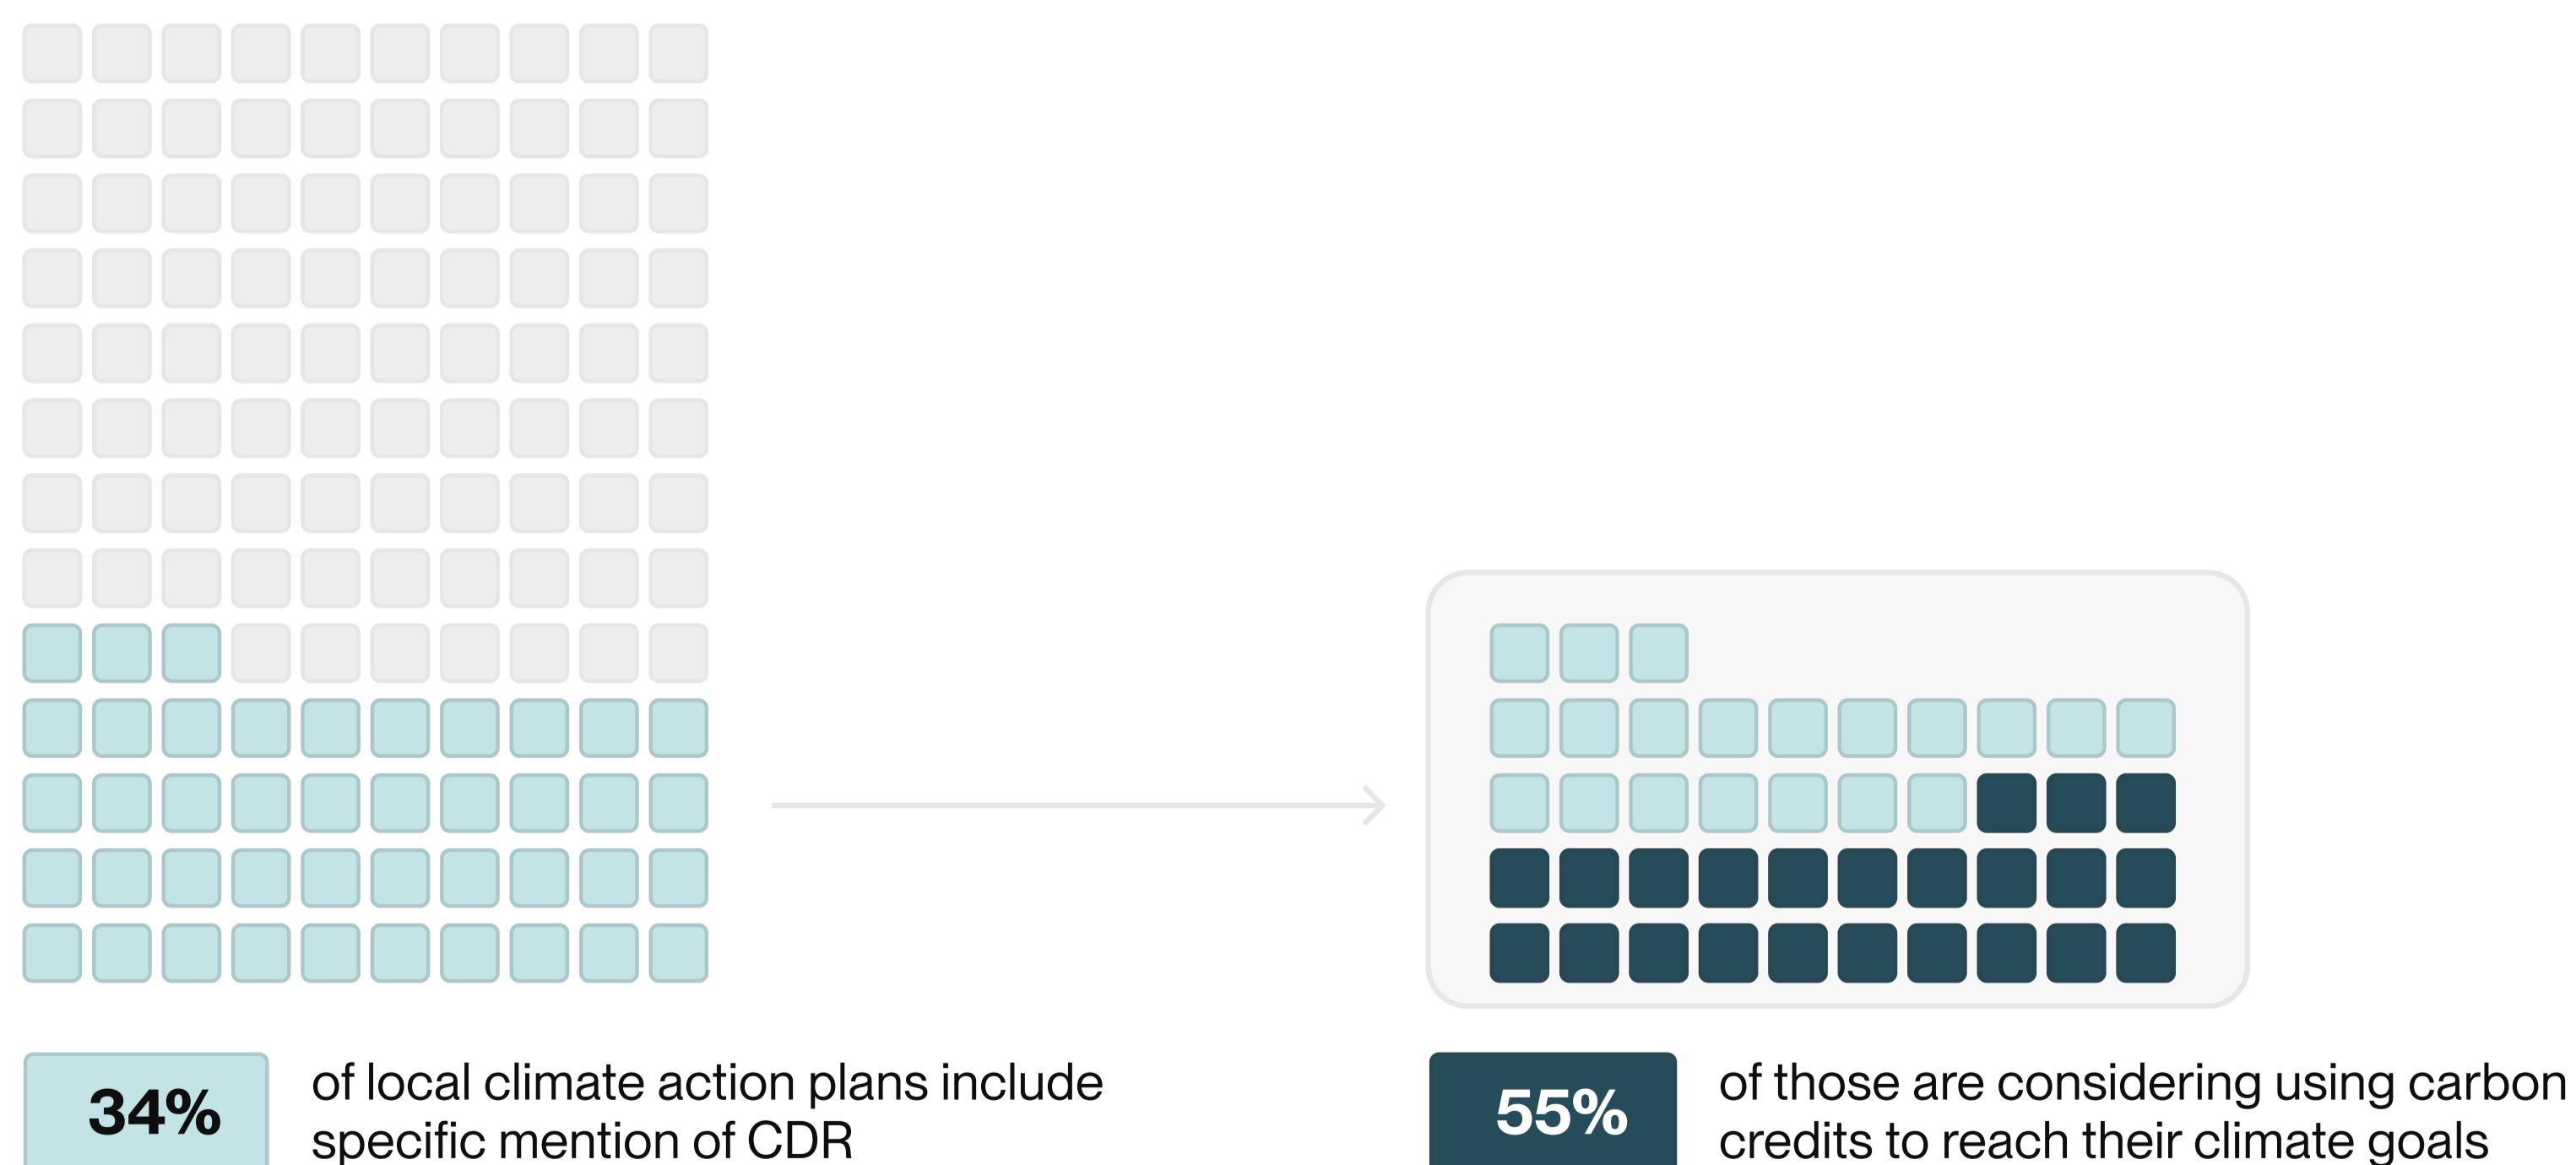 34%
of local climate action plans include
specific mention of CDR
55%
of those are considering using carbon
credits to reach their climate goals